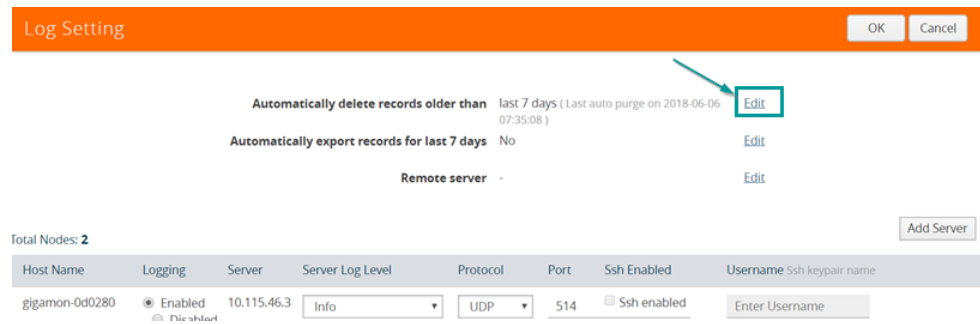 Log Setting
OK
Cancel
Automatically delete records older than last 7 days ( Last auto purge on 2018-06-06 Edit
07:35:08 )
Automatically export records for last 7 days No Edit
Remote server - Edit
Add Server
Total Nodes: 2
Host Name Logging Server Server Log Level Protocol Port Ssh Enabled Username Ssh keypair name
gigamon-0d0280 Enabled 10.115.46.3 Info UDP 514 Ssh enabled Enter Username
Disabled